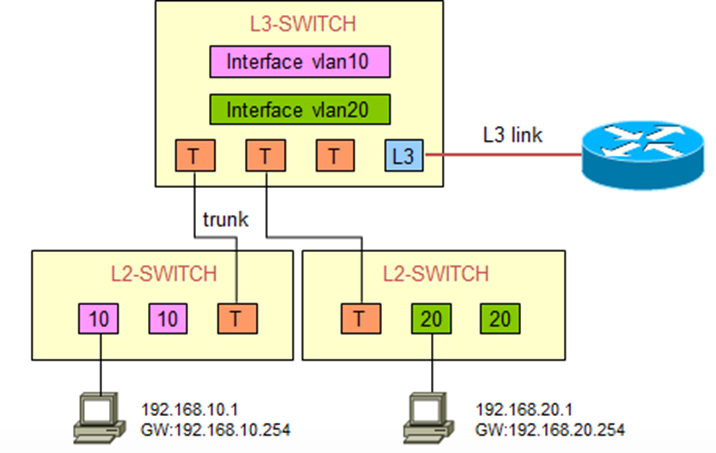 L3-SWITCH
Interface vlan10
Interface vlan20
T
T
T
L3
L3 link
trunk
L2-SWITCH
10
10
T
L2-SWITCH
T
20
20
192.168.10.1
GW:192.168.10.254
192.168.20.1
GW:192.168.20.254